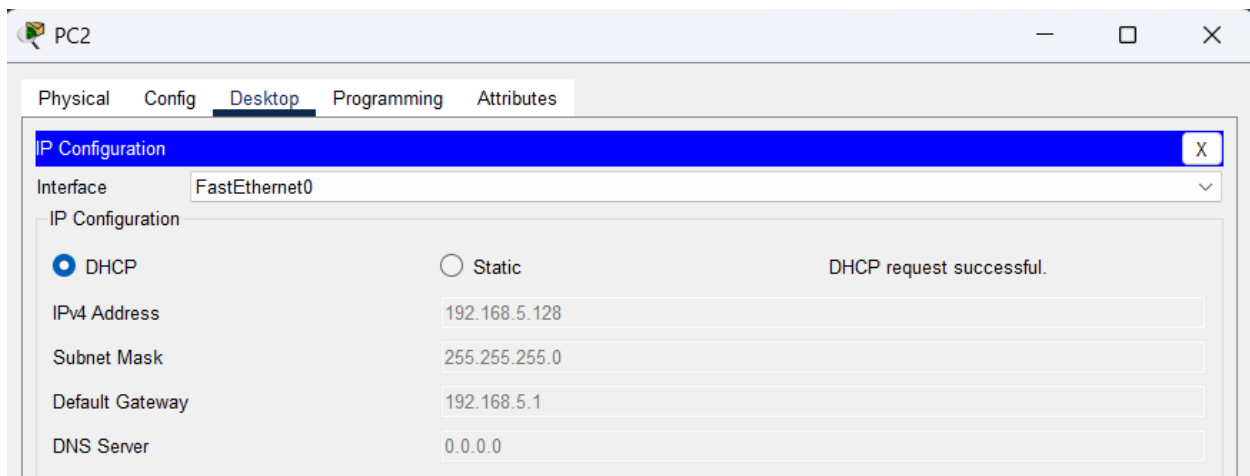 PC2
Physical Config Desktop Programming Attributes
IP Configuration X
Interface FastEthernet0
IP Configuration
DHCP Static DHCP request successful.
IPv4 Address 192.168.5.128
Subnet Mask 255.255.255.0
Default Gateway 192.168.5.1
DNS Server 0.0.0.0